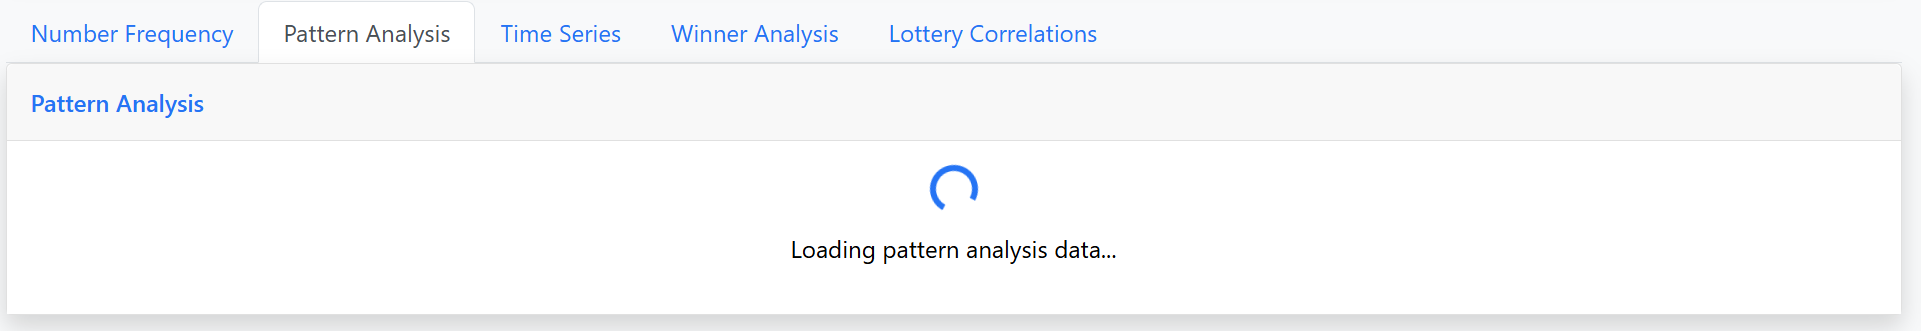 Number Frequency Pattern Analysis Time Series Winner Analysis Lottery Correlations
Pattern Analysis
Loading pattern analysis data...